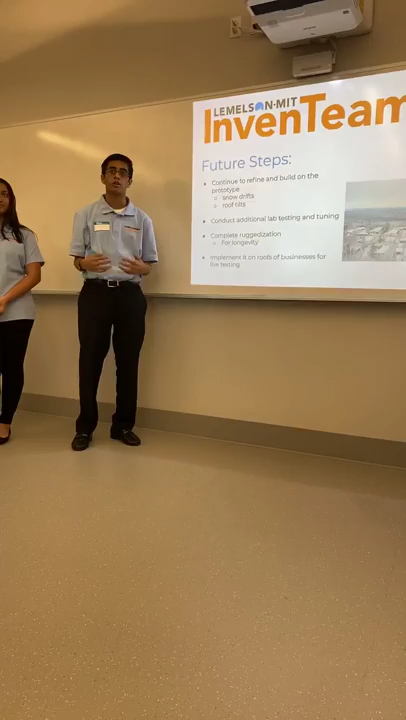 LEMELSON-MIT
InvenTeam
Future Steps:
Continue to refine and build on the
prototype
snow drifts
roof tilts
Conduct additional lab testing and tuning
Complete ruggedization
For longevity
Implement it on roofs of businesses for
live testing